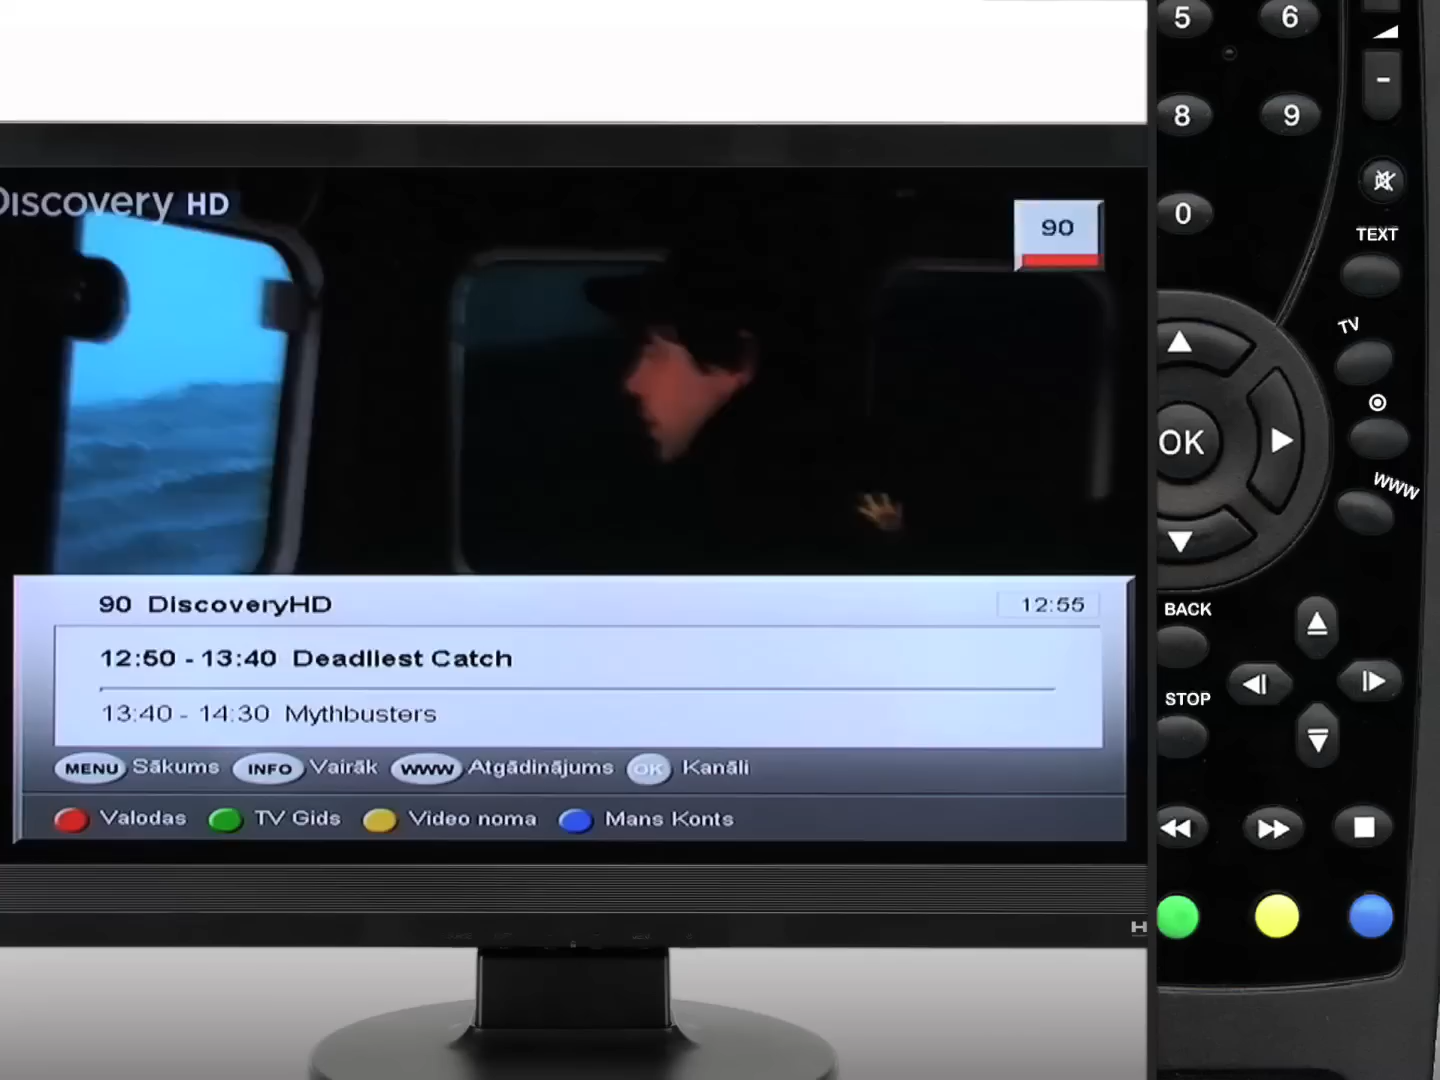 Discovery HD
90
90 DiscoveryHD 12:55
12:50 - 13:40 Deadliest Catch
13:40 - 14:30 Mythbusters
MENU Sākums INFO Vairāk WWW Atgādinājums OK Kanāli
Valodas TV Gids Video noma Mans Konts
5 6
-
8 9
0
TEXT
TV
OK
WWW
BACK
STOP
H